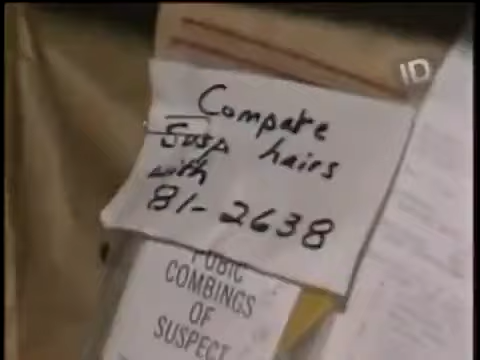 ID
Compare
Susp hairs
with
81-2638
PUBIC
COMBINGS
OF
SUSPECT